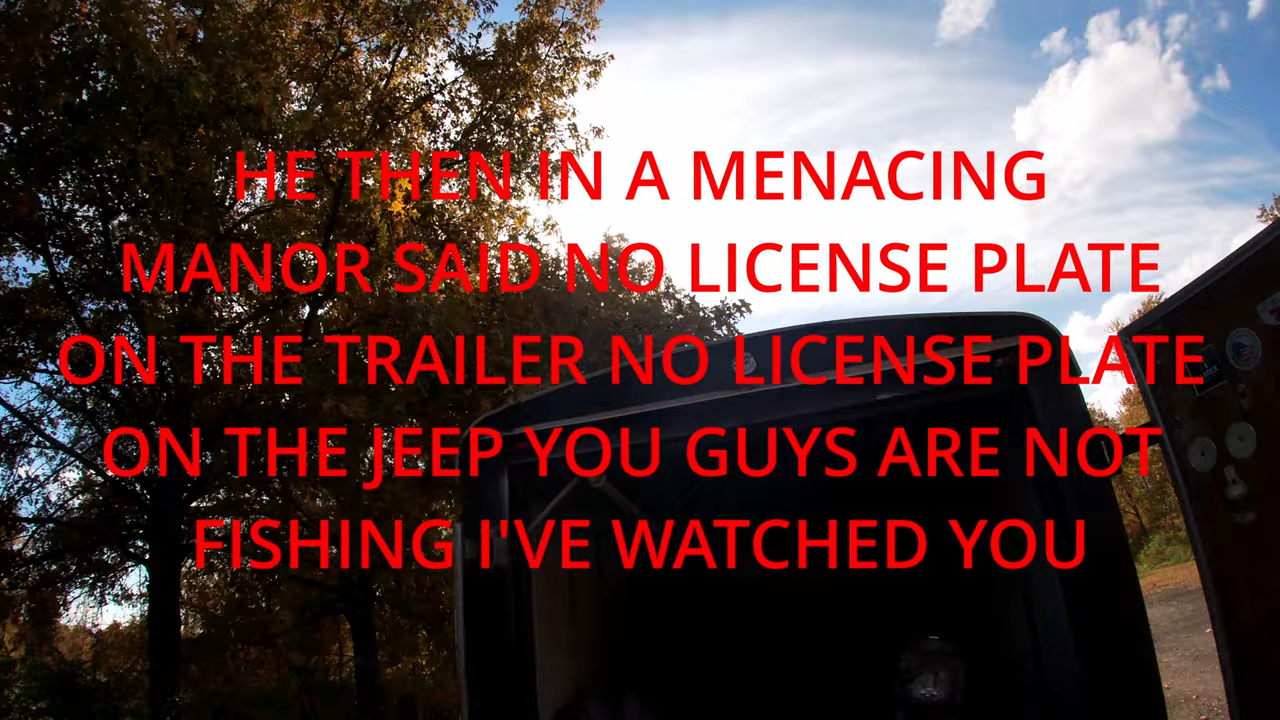 HE THEN IN A MENACING
MANOR SAID NO LICENSE PLATE
ON THE TRAILER NO LICENSE PLATE
ON THE JEEP YOU GUYS ARE NOT
FISHING I'VE WATCHED YOU